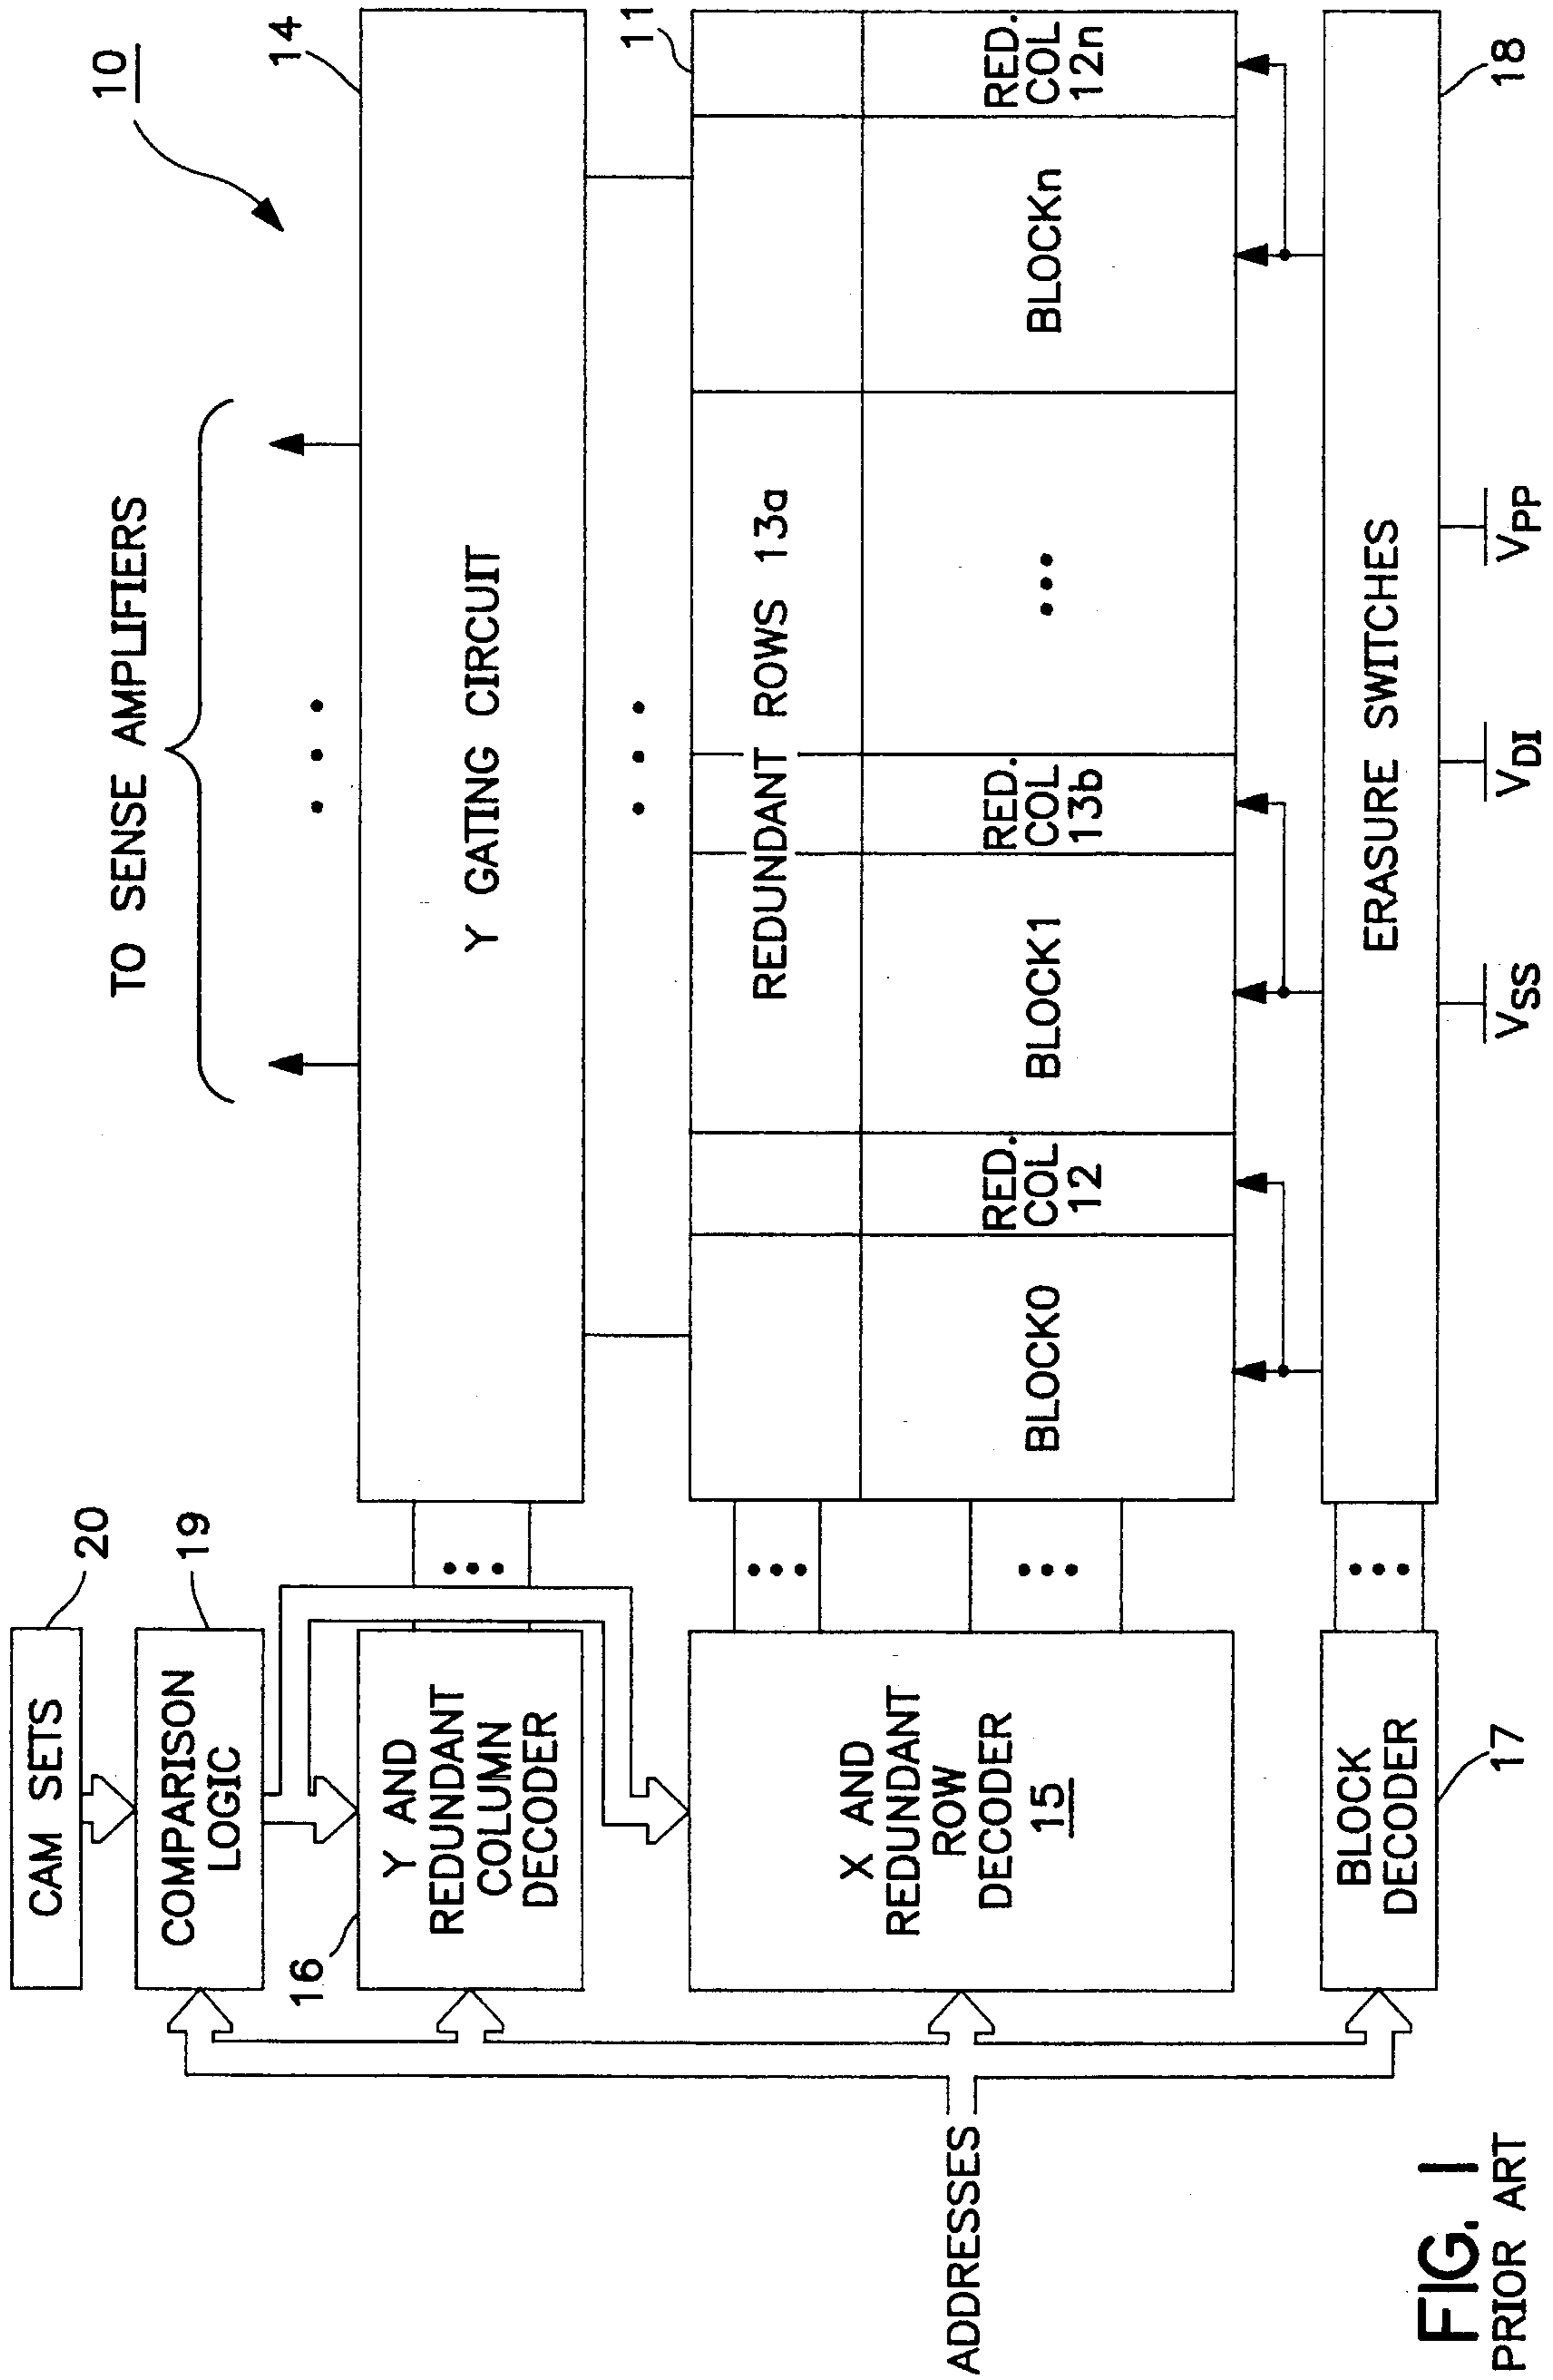 10
TO SENSE AMPLIFIERS
14
Y GATING CIRCUIT
11
REDUNDANT ROWS 13a
BLOCK0
RED.
COL
12
BLOCK1
RED.
COL
13b
BLOCKn
RED.
COL
12n
ERASURE SWITCHES
18
VSS
VDI
VPP
CAM SETS
20
COMPARISON
LOGIC
19
Y AND
REDUNDANT
COLUMN
DECODER
16
X AND
REDUNDANT
ROW
DECODER
15
BLOCK
DECODER
17
ADDRESSES
FIG. 1
PRIOR ART